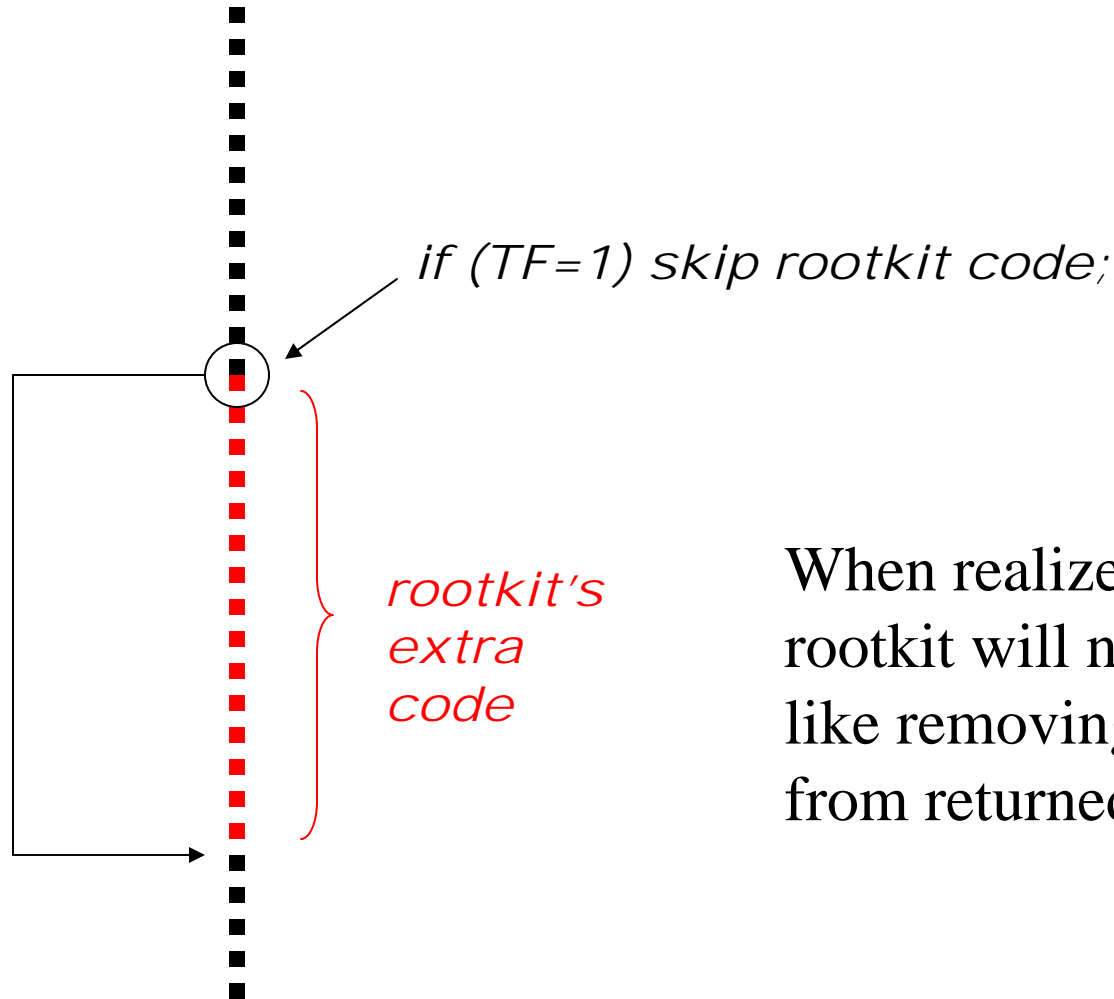 if (TF=1) skip rootkit code;
rootkit's
extra
code
When realize
rootkit will n
like removing
from returned